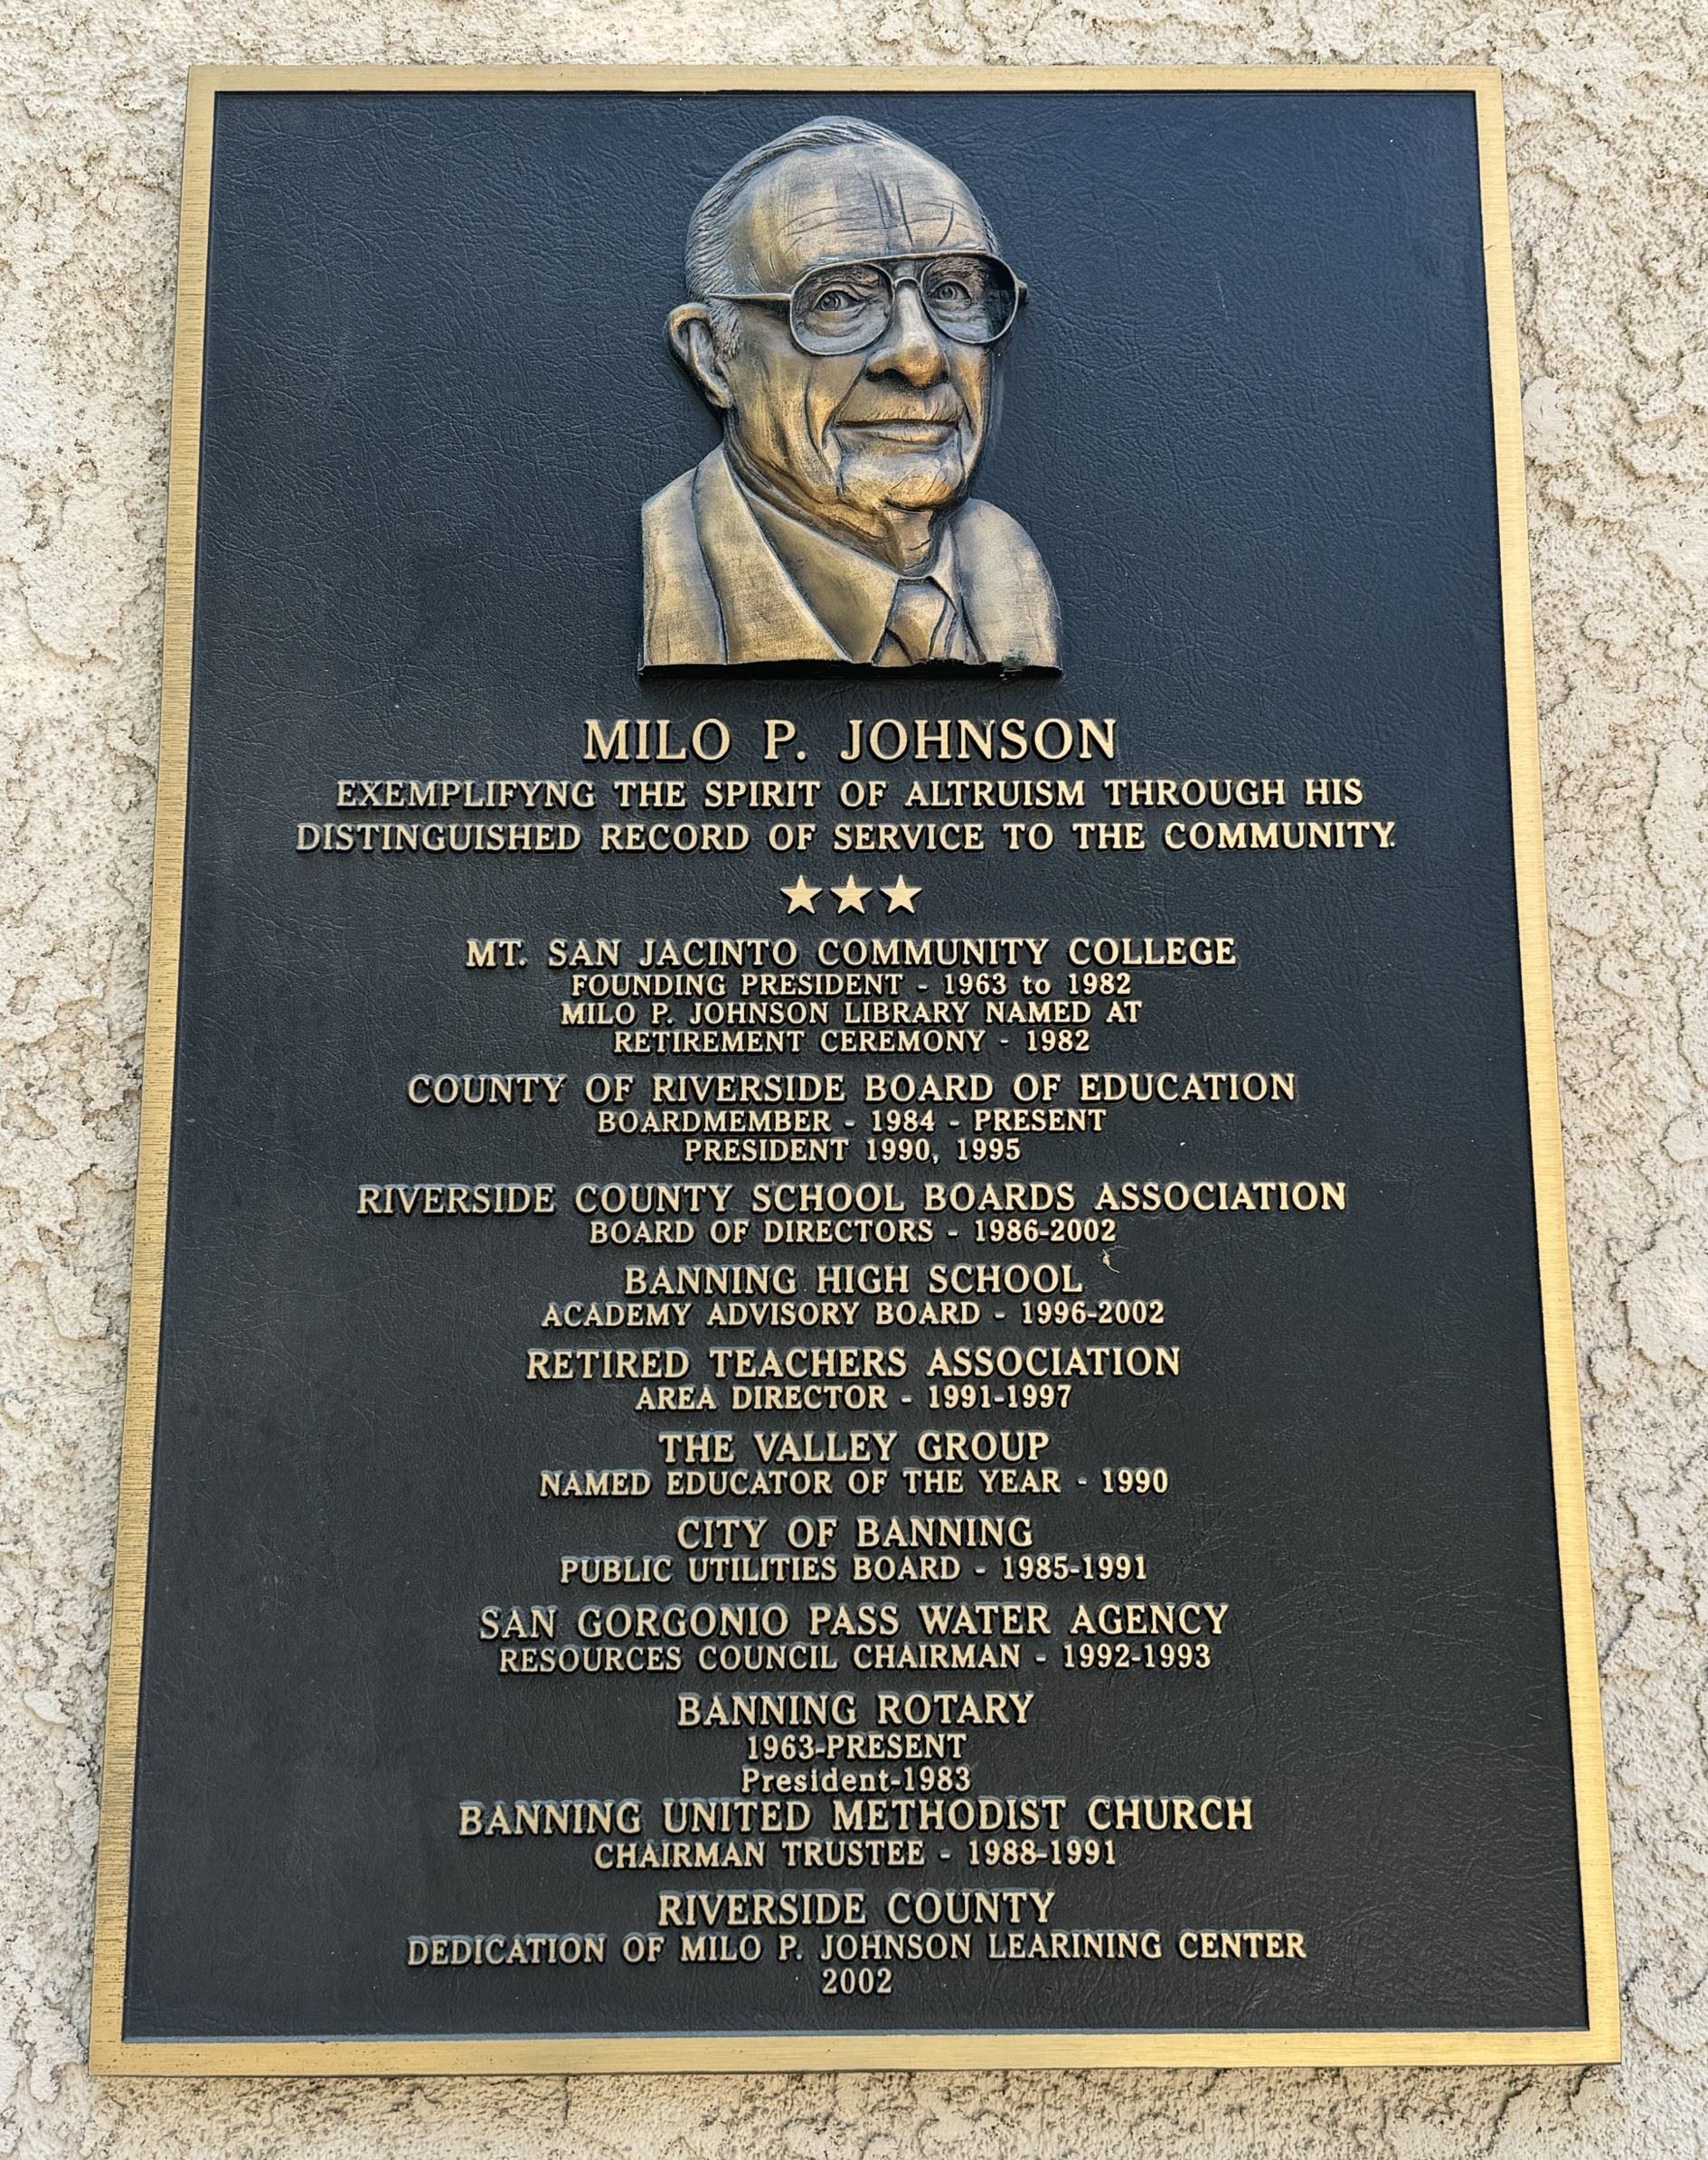 MILO P. JOHNSON
EXEMPLIFYNG THE SPIRIT OF ALTRUISM THROUGH HIS
DISTINGUISHED RECORD OF SERVICE TO THE COMMUNITY.
MT. SAN JACINTO COMMUNITY COLLEGE
FOUNDING PRESIDENT - 1963 to 1982
MILO P. JOHNSON LIBRARY NAMED AT
RETIREMENT CEREMONY - 1982
COUNTY OF RIVERSIDE BOARD OF EDUCATION
BOARDMEMBER - 1984 - PRESENT
PRESIDENT 1990, 1995
RIVERSIDE COUNTY SCHOOL BOARDS ASSOCIATION
BOARD OF DIRECTORS - 1986-2002
BANNING HIGH SCHOOL
ACADEMY ADVISORY BOARD - 1996-2002
RETIRED TEACHERS ASSOCIATION
AREA DIRECTOR - 1991-1997
THE VALLEY GROUP
NAMED EDUCATOR OF THE YEAR - 1990
CITY OF BANNING
PUBLIC UTILITIES BOARD - 1985-1991
SAN GORGONIO PASS WATER AGENCY
RESOURCES COUNCIL CHAIRMAN - 1992-1993
BANNING ROTARY
1963-PRESENT
President-1983
BANNING UNITED METHODIST CHURCH
CHAIRMAN TRUSTEE - 1988-1991
RIVERSIDE COUNTY
DEDICATION OF MILO P. JOHNSON LEARINING CENTER
2002